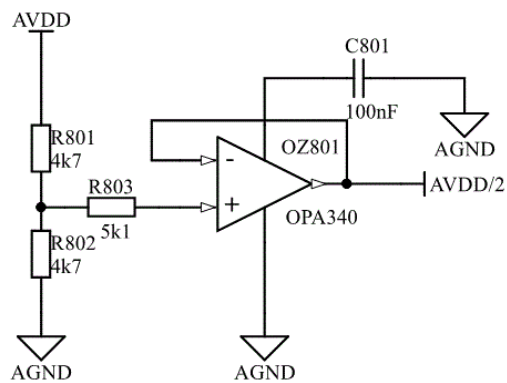 AVDD
C801
100nF
AGND
R801
4k7
OZ801
-
R803
5k1
+
AVDD/2
OPA340
R802
4k7
AGND
AGND